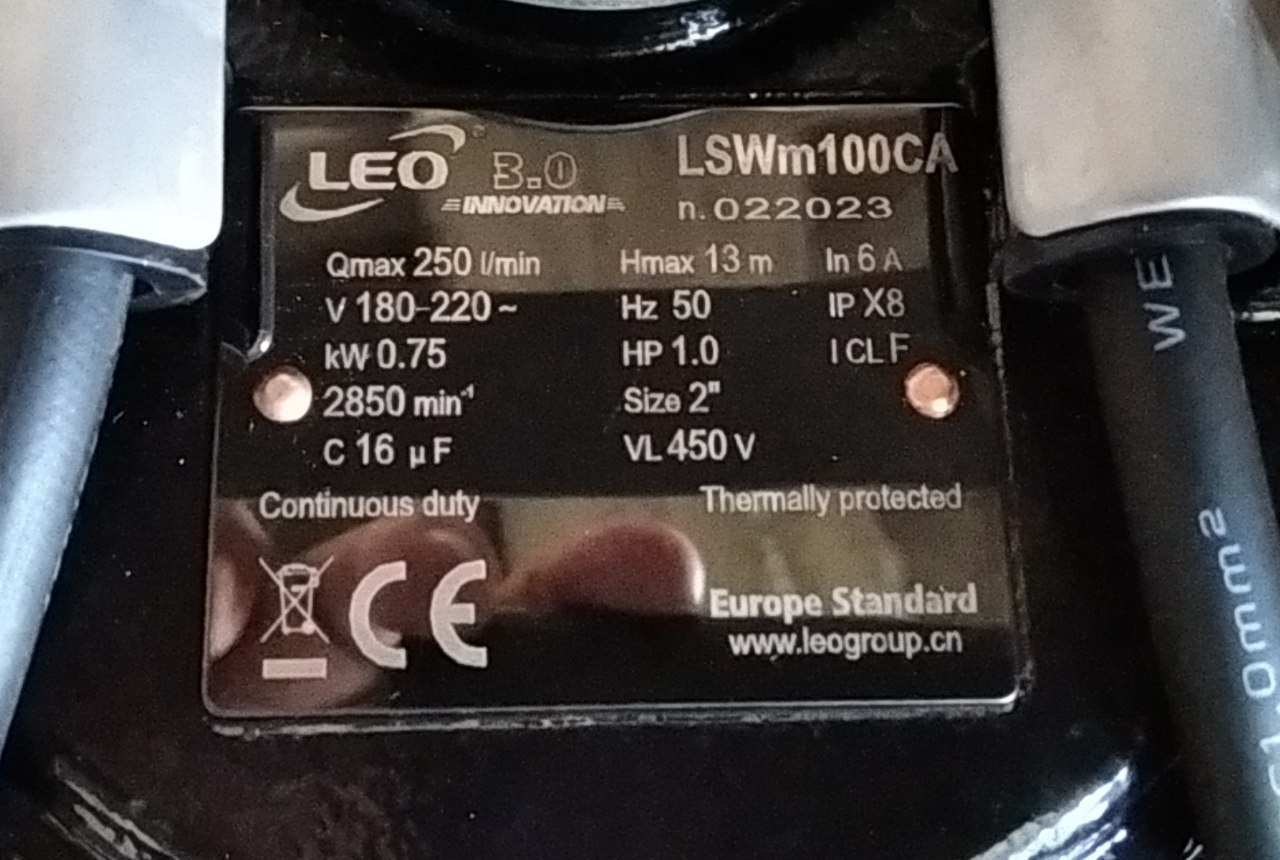 LEO® 3.0 LSWm100CA
INNOVATION n.022023
Qmax 250 l/min Hmax 13 m In 6 A
V 180-220~ Hz 50 IP X8
kW 0.75 HP 1.0 I CL F
2850 min⁻¹ Size 2"
C 16 µF VL 450 V
Continuous duty Thermally protected
CE
Europe Standard
www.leogroup.cn
WE
1.0mm2